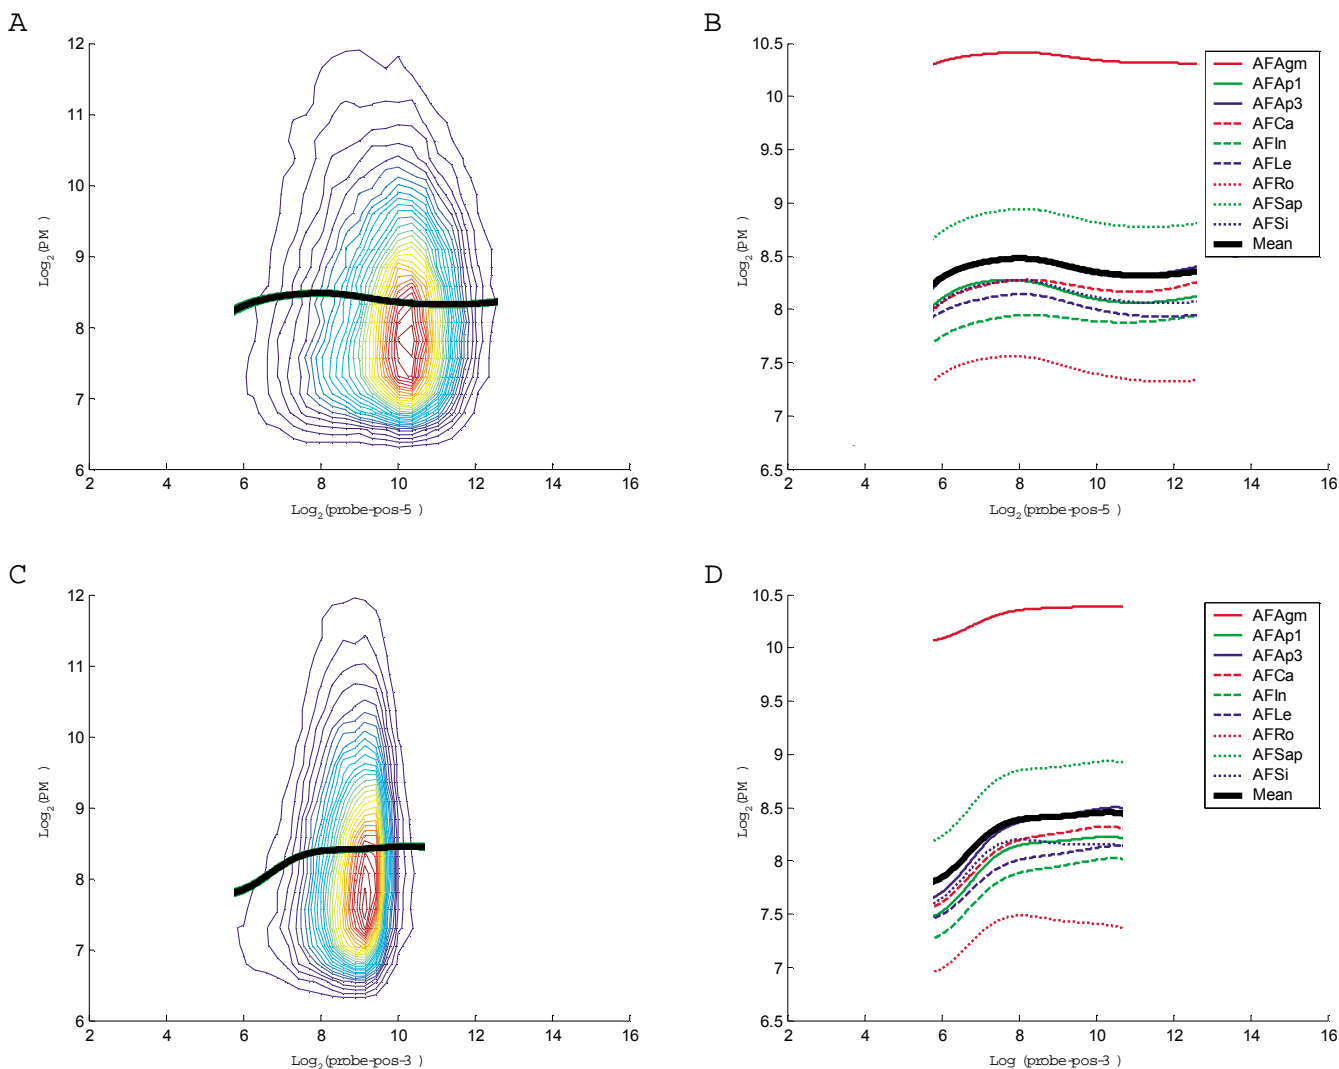 A
12
11
10
9
8
7
6
2 4 6 8 10 12 14 16
Log2(PM )
Log2(probe-pos-5 )
B
10.5
10
9.5
9
8.5
8
7.5
7
6.5
2 4 6 8 10 12 14 16
Log2(PM )
Log2(probe-pos-5 )
AFAgm
AFAp1
AFAp3
AFCa
AFIn
AFLe
AFRo
AFSap
AFSi
Mean
C
12
11
10
9
8
7
6
2 4 6 8 10 12 14 16
Log2(PM )
Log2(probe-pos-3 )
D
10.5
10
9.5
9
8.5
8
7.5
7
6.5
2 4 6 8 10 12 14 16
Log2(PM )
Log (probe-pos-3 )
AFAgm
AFAp1
AFAp3
AFCa
AFIn
AFLe
AFRo
AFSap
AFSi
Mean